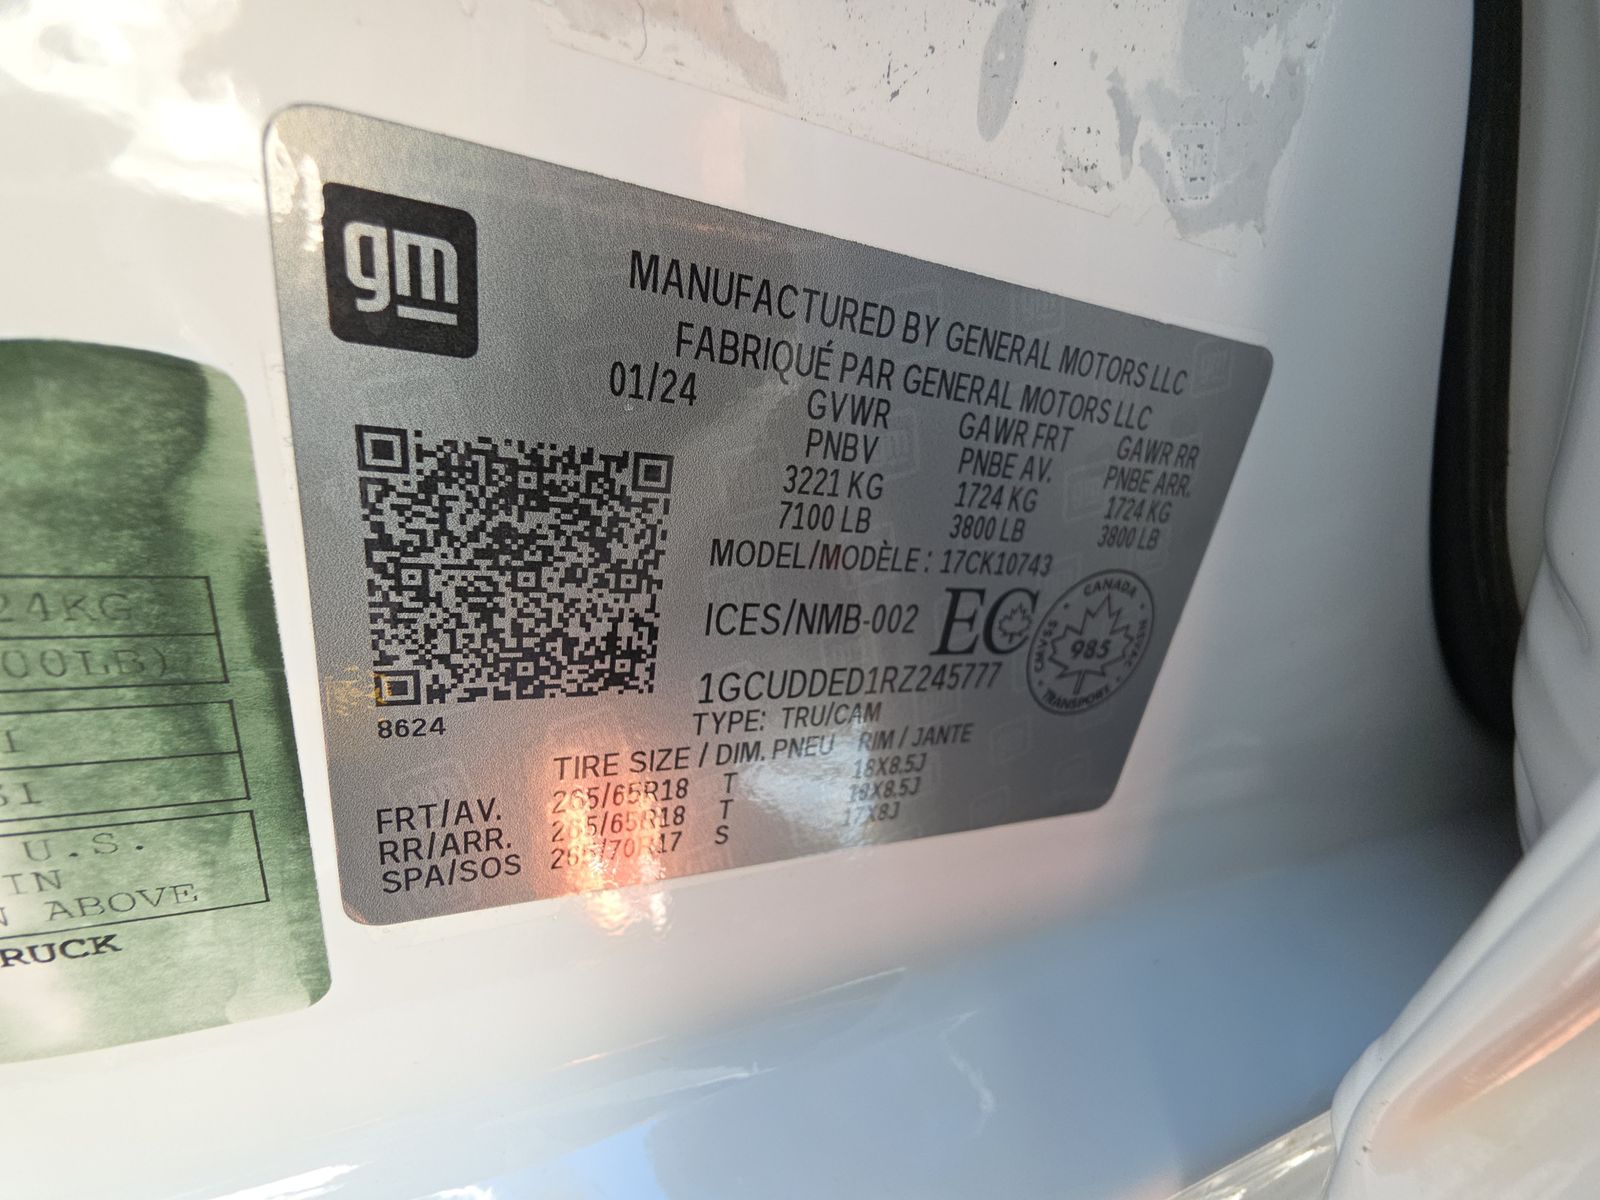 gm
MANUFACTURED BY GENERAL MOTORS LLC
FABRIQUÉ PAR GENERAL MOTORS LLC
01/24
GVWR GAWR FRT GAWR RR
PNBV PNBE AV. PNBE ARR.
3221 KG 1724 KG 1724 KG
7100 LB 3800 LB 3800 LB
MODEL/MODÈLE : 17CK10743
ICES/NMB-002 EC
CANADA
CMVSS 985 NSVAC
TRANSPORT
1GCUDDED1RZ245777
8624
TYPE: TRU/CAM
TIRE SIZE / DIM. PNEU RIM / JANTE
FRT/AV. 265/65R18 T 18X8.5J
RR/ARR. 265/65R18 T 18X8.5J
SPA/SOS 265/70R17 S 17X8J
24KG
00LB)
I
SI
U.S.
IN
N ABOVE
RUCK